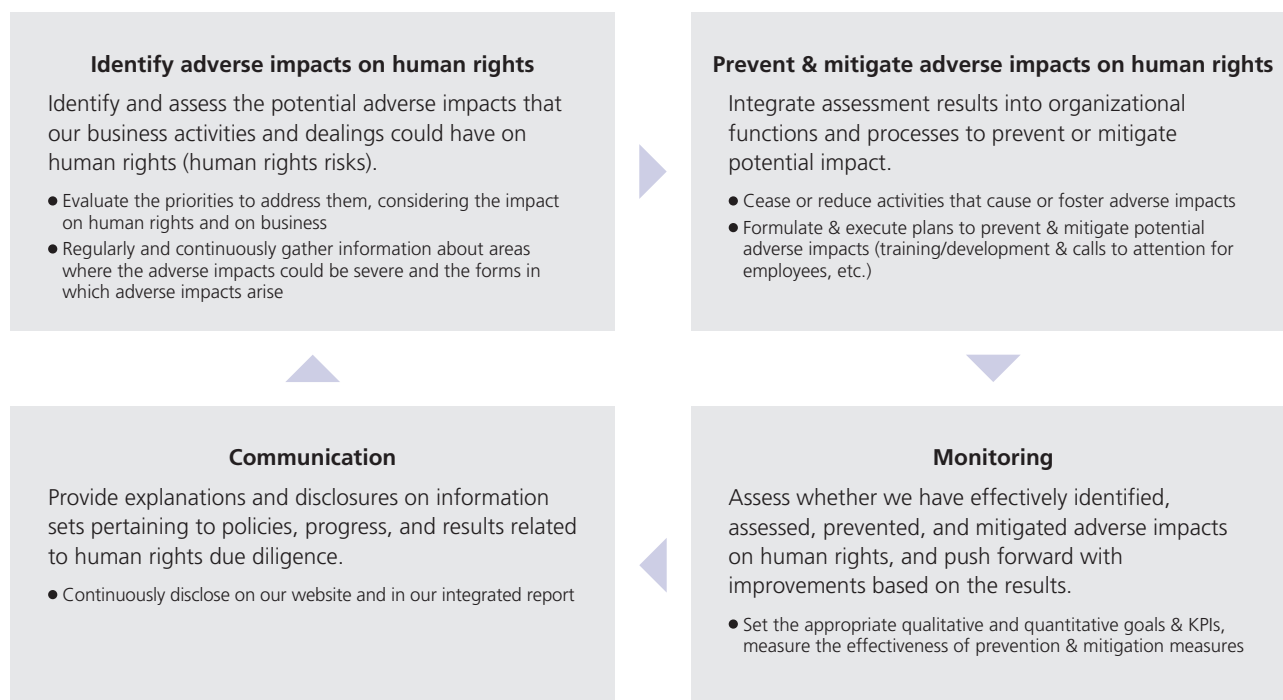 Identify adverse impacts on human rights
Identify and assess the potential adverse impacts that
our business activities and dealings could have on
human rights (human rights risks).
● Evaluate the priorities to address them, considering the impact
on human rights and on business
● Regularly and continuously gather information about areas
where the adverse impacts could be severe and the forms in
which adverse impacts arise
Prevent & mitigate adverse impacts on human rights
Integrate assessment results into organizational
functions and processes to prevent or mitigate
potential impact.
● Cease or reduce activities that cause or foster adverse impacts
● Formulate & execute plans to prevent & mitigate potential
adverse impacts (training/development & calls to attention for
employees, etc.)
Monitoring
Assess whether we have effectively identified,
assessed, prevented, and mitigated adverse impacts
on human rights, and push forward with
improvements based on the results.
● Set the appropriate qualitative and quantitative goals & KPIs,
measure the effectiveness of prevention & mitigation measures
Communication
Provide explanations and disclosures on information
sets pertaining to policies, progress, and results related
to human rights due diligence.
● Continuously disclose on our website and in our integrated report